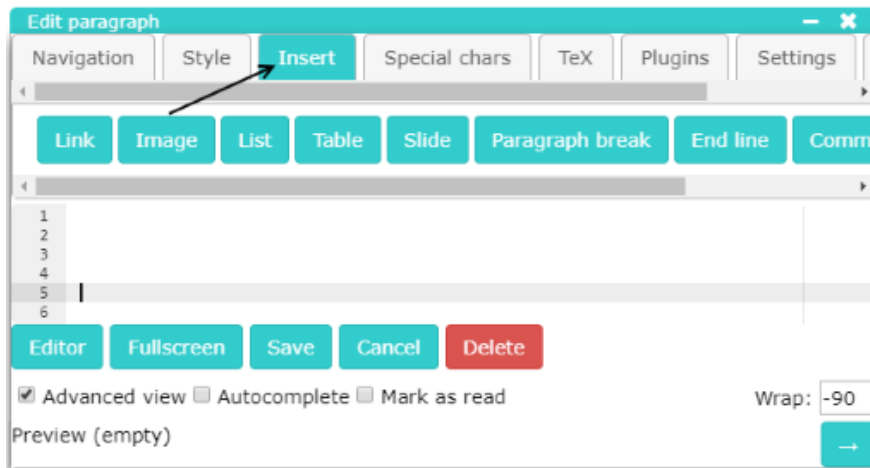 Edit paragraph
Navigation Style Insert Special chars TeX Plugins Settings
Link Image List Table Slide Paragraph break End line Comm
1
2
3
4
5
6
Editor Fullscreen Save Cancel Delete
Advanced view Autocomplete Mark as read Wrap: -90
Preview (empty) →